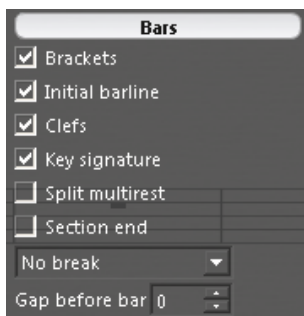 Bars
Brackets
Initial barline
Clefs
Key signature
Split multirest
Section end
No break
Gap before bar 0